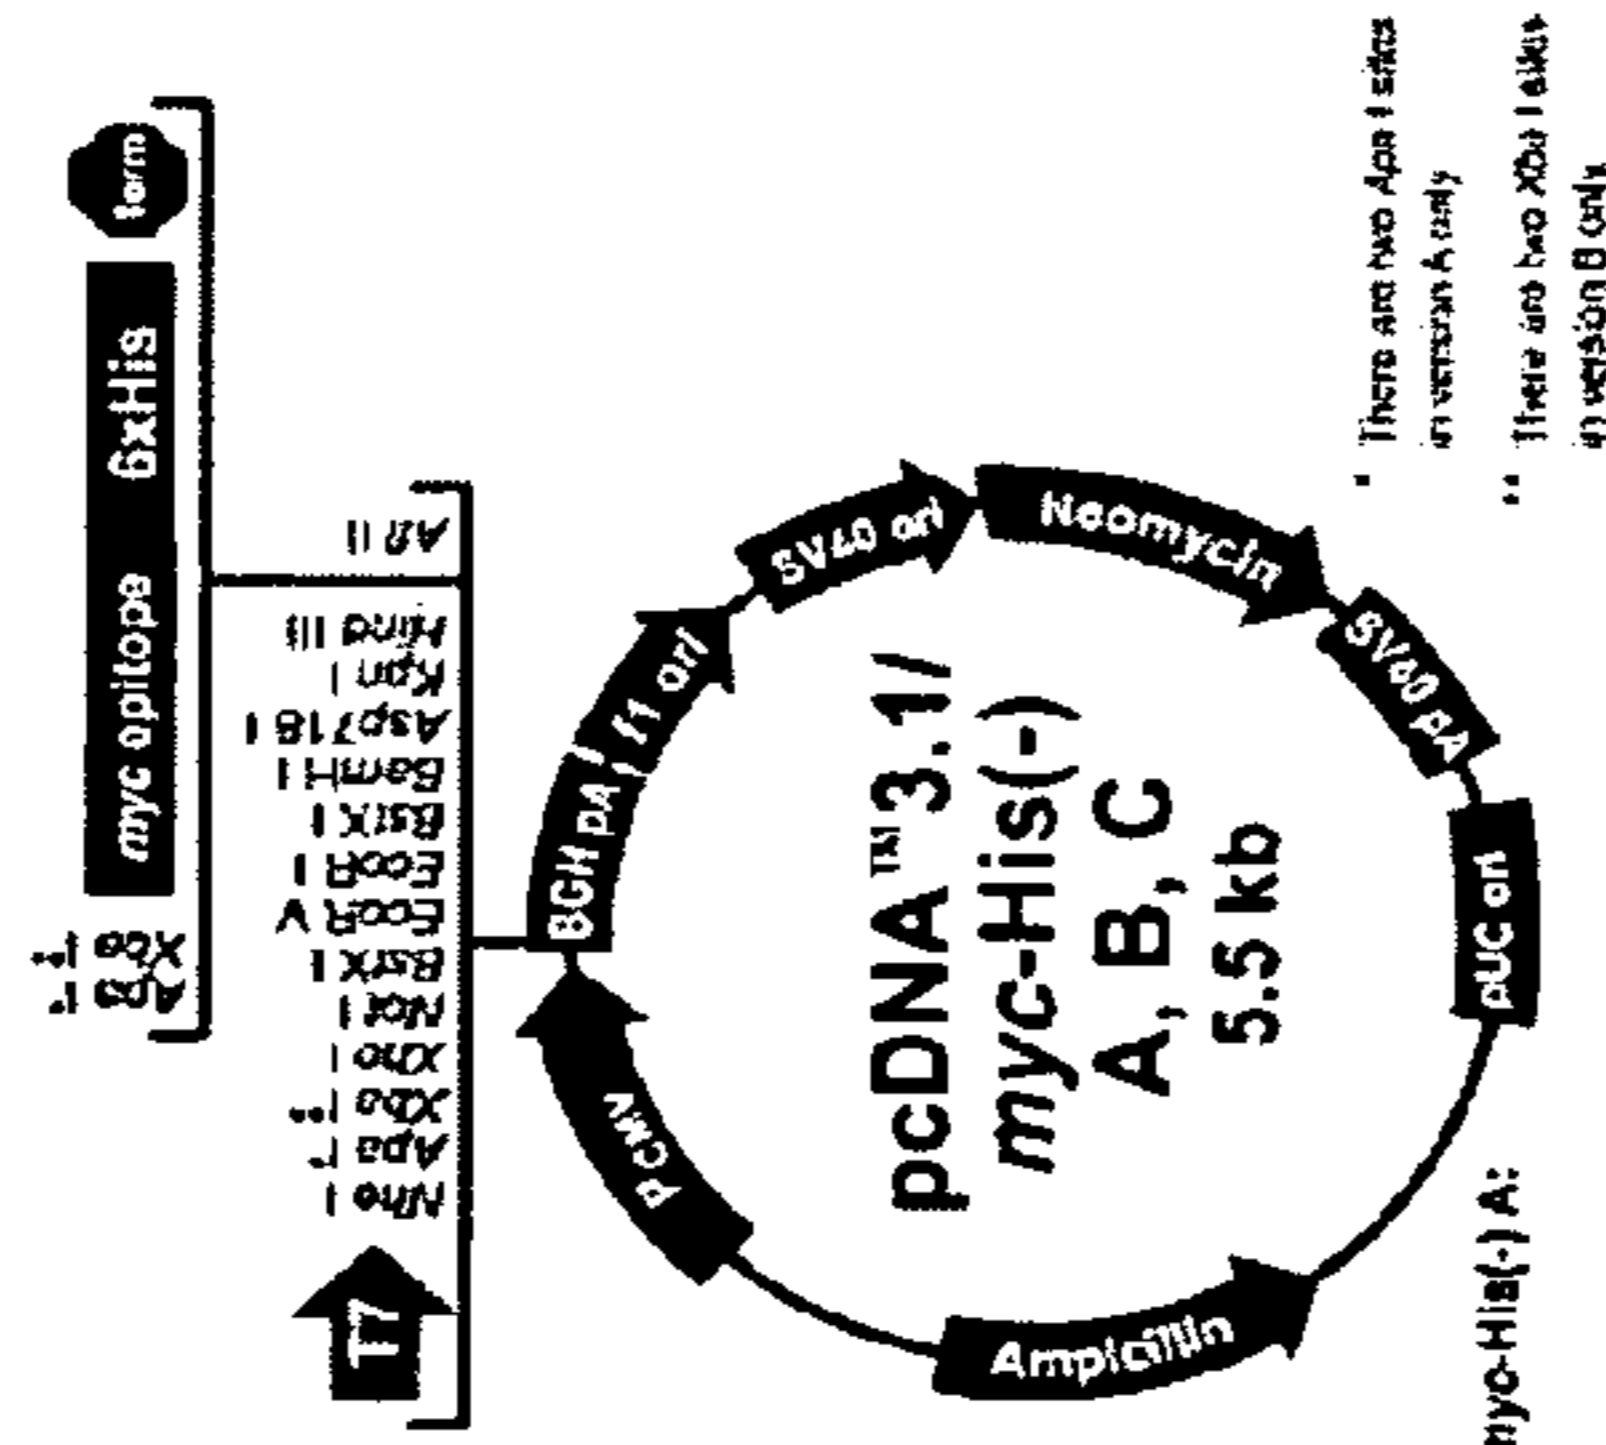 myc epitope 6xHis term
Xba I**
Apa I*
T7
Nhe I
Apa I*
Xba I**
Xho I
Not I
BstX I
EcoR V
EcoR I
BstX I
BamH I
Asp718 I
Kpn I
Hind III
Afl II
P CMV
BGH pA
f1 ori
SV40 ori
Neomycin
SV40 pA
pUC ori
Ampicillin
pcDNA™3.1/
myc-His(-)
A, B, C
5.5 kb
* There are two Apa I sites
in version A only
** There are two Xba I sites
in version B only
myc-His(-) A: